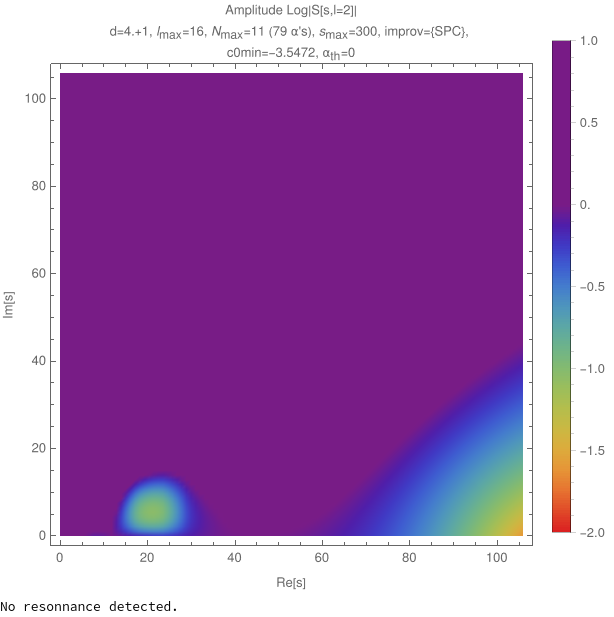 Amplitude Log|S[s,l=2]|
d=4.+1, lmax=16, Nmax=11 (79 α's), smax=300, improv={SPC},
c0min=−3.5472, αth=0
1.0
0.5
0.
−0.5
−1.0
−1.5
−2.0
100
80
60
40
20
0
Im[s]
0 20 40 60 80 100
Re[s]
No resonnance detected.